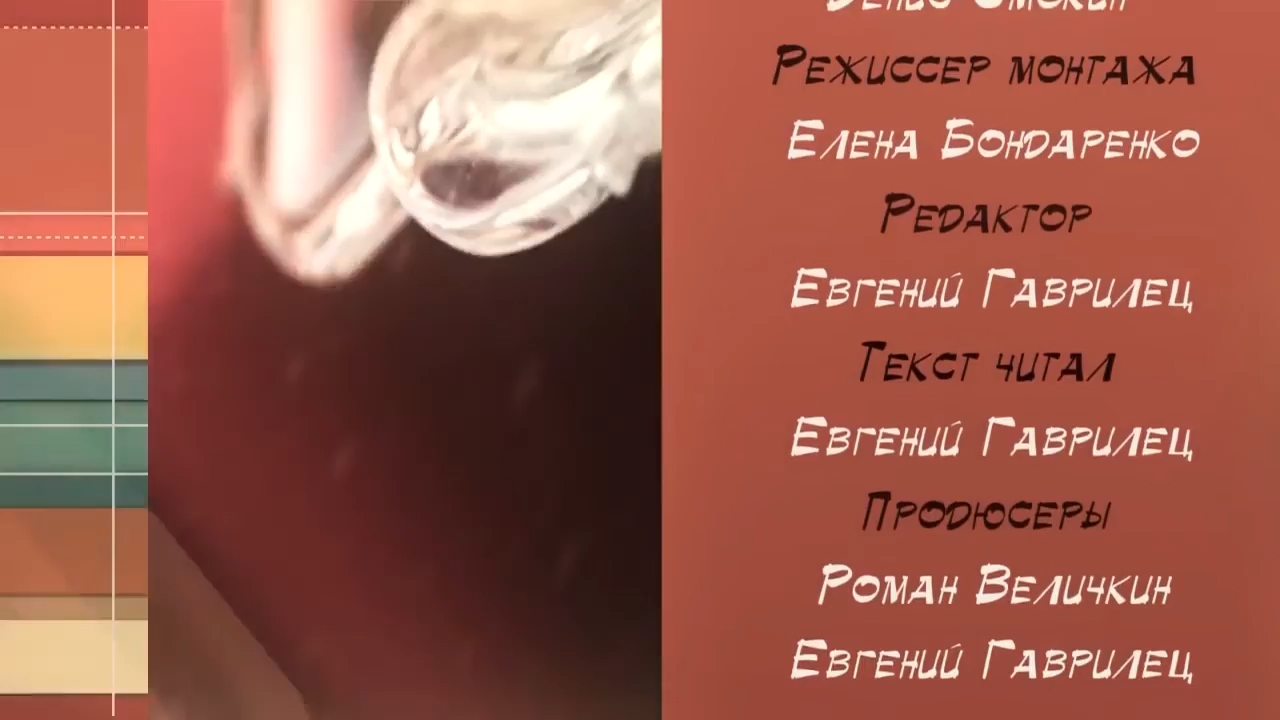 Режиссер монтажа
Елена Бондаренко
Редактор
Евгений Гаврилец
Текст читал
Евгений Гаврилец
Продюсеры
Роман Величкин
Евгений Гаврилец